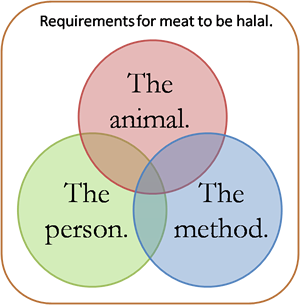 Requirements for meat to be halal.
The
animal.
The
person.
The
method.